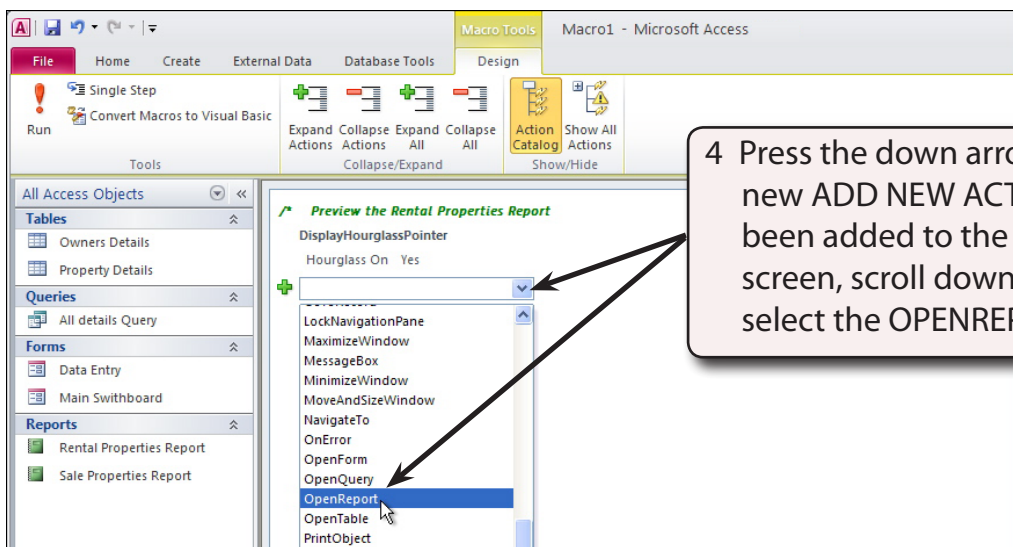 Macro Tools Macro1 - Microsoft Access
File Home Create External Data Database Tools Design
Run
Single Step
Convert Macros to Visual Basic
Tools
Expand Actions
Collapse Actions
Expand All
Collapse All
Collapse/Expand
Action Catalog
Show All Actions
Show/Hide
All Access Objects
Tables
Owners Details
Property Details
Queries
All details Query
Forms
Data Entry
Main Swithboard
Reports
Rental Properties Report
Sale Properties Report
/* Preview the Rental Properties Report
DisplayHourglassPointer
Hourglass On Yes
LockNavigationPane
MaximizeWindow
MessageBox
MinimizeWindow
MoveAndSizeWindow
NavigateTo
OnError
OpenForm
OpenQuery
OpenReport
OpenTable
PrintObject
4 Press the down arro
new ADD NEW ACT
been added to the
screen, scroll down
select the OPENREP